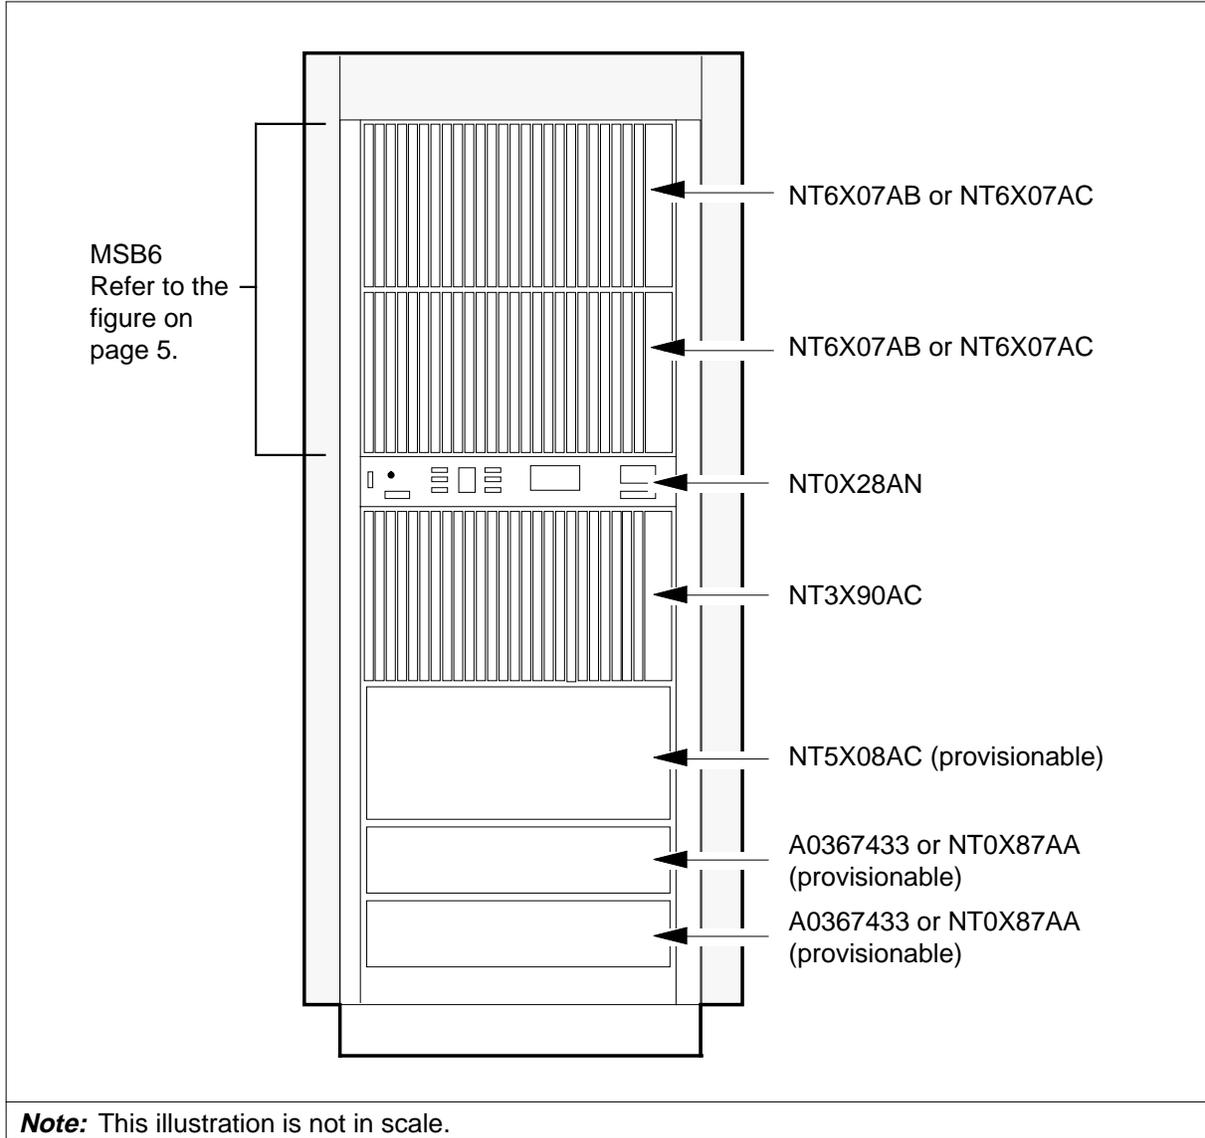 NT6X07AB or NT6X07AC
MSB6
Refer to the
figure on
page 5.
NT6X07AB or NT6X07AC
NT0X28AN
NT3X90AC
NT5X08AC (provisionable)
A0367433 or NT0X87AA
(provisionable)
A0367433 or NT0X87AA
(provisionable)
Note: This illustration is not in scale.